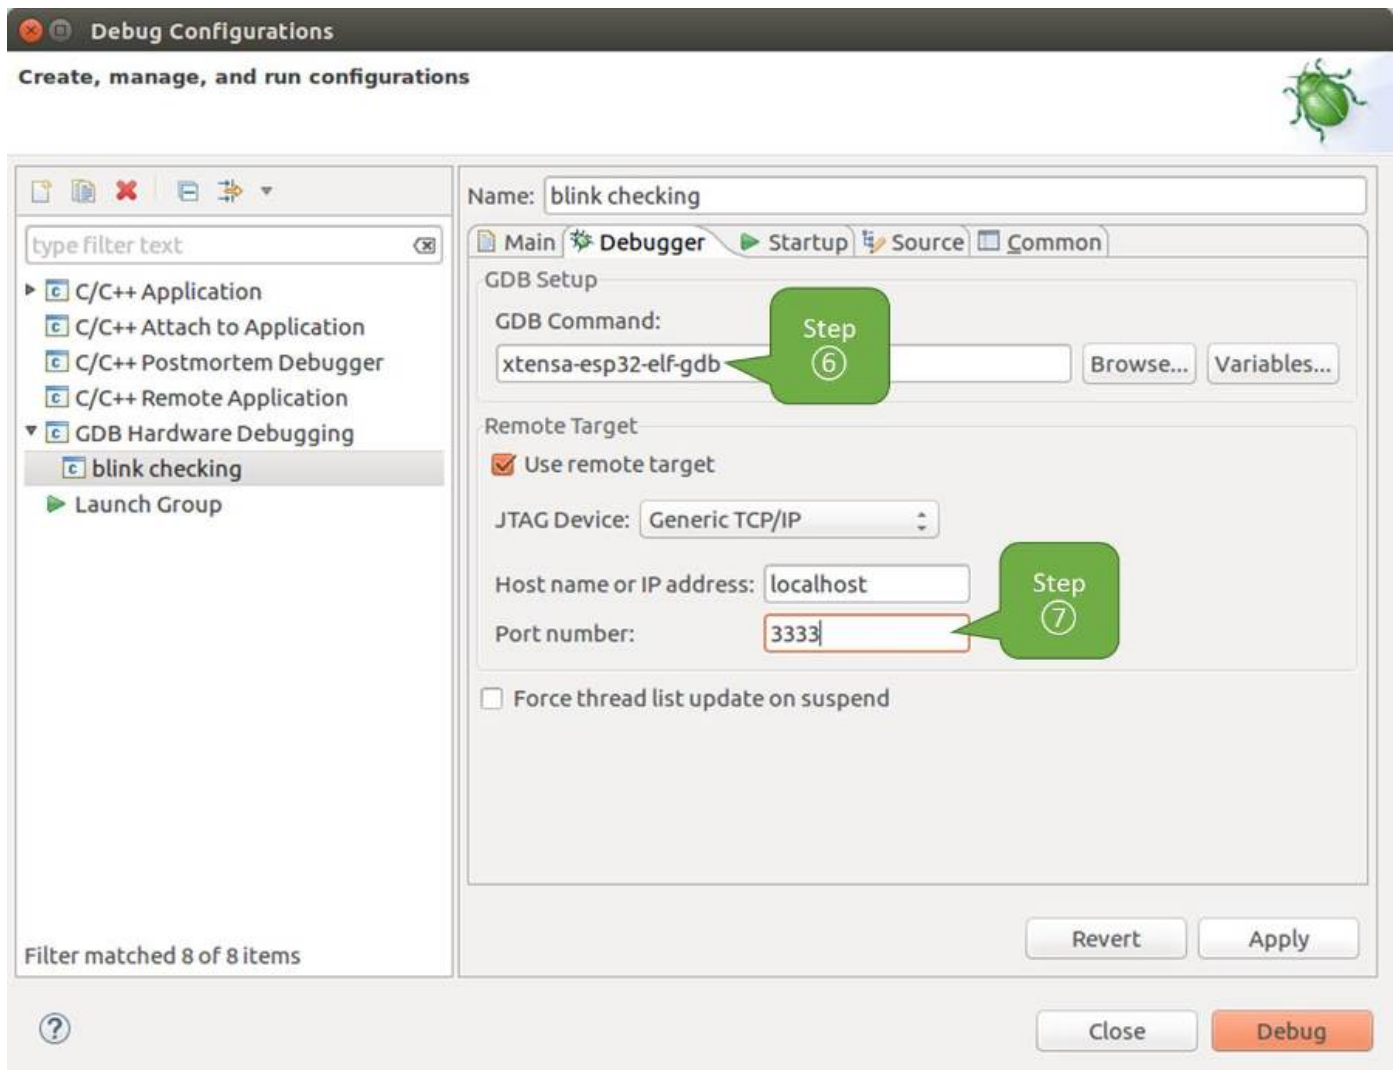 Debug Configurations
Create, manage, and run configurations
type filter text
C/C++ Application
C/C++ Attach to Application
C/C++ Postmortem Debugger
C/C++ Remote Application
GDB Hardware Debugging
blink checking
Launch Group
Filter matched 8 of 8 items
Name: blink checking
Main Debugger Startup Source Common
GDB Setup
GDB Command:
xtensa-esp32-elf-gdb Browse... Variables...
Step
⑥
Remote Target
Use remote target
JTAG Device: Generic TCP/IP
Host name or IP address: localhost
Port number: 3333
Step
⑦
Force thread list update on suspend
Revert Apply
? Close Debug